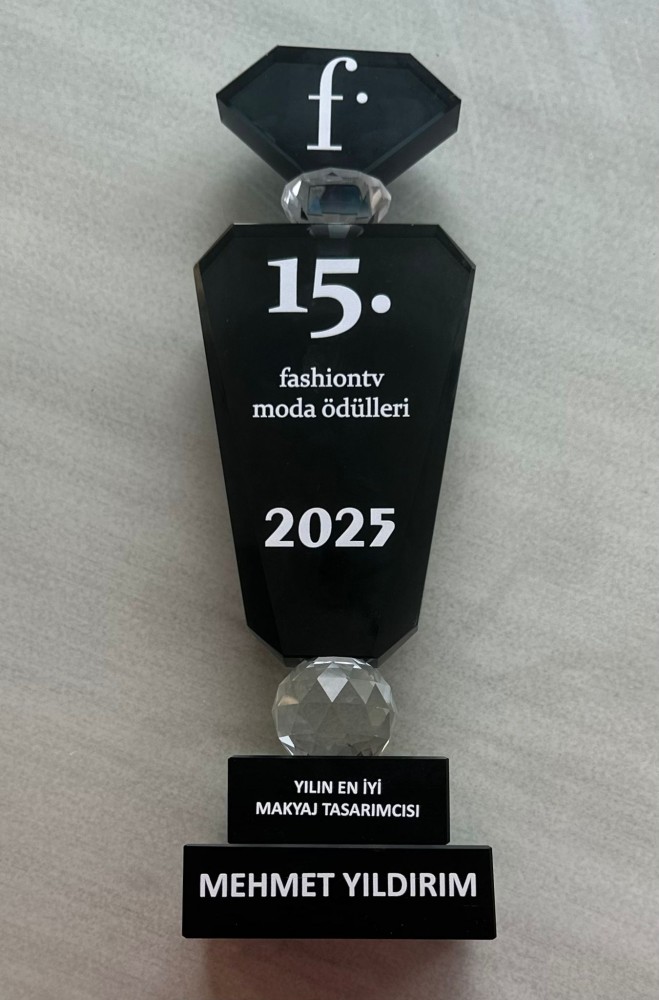 f.
15.
fashiontv
moda ödülleri
2025
YILIN EN İYİ
MAKYAJ TASARIMCISI
MEHMET YILDIRIM